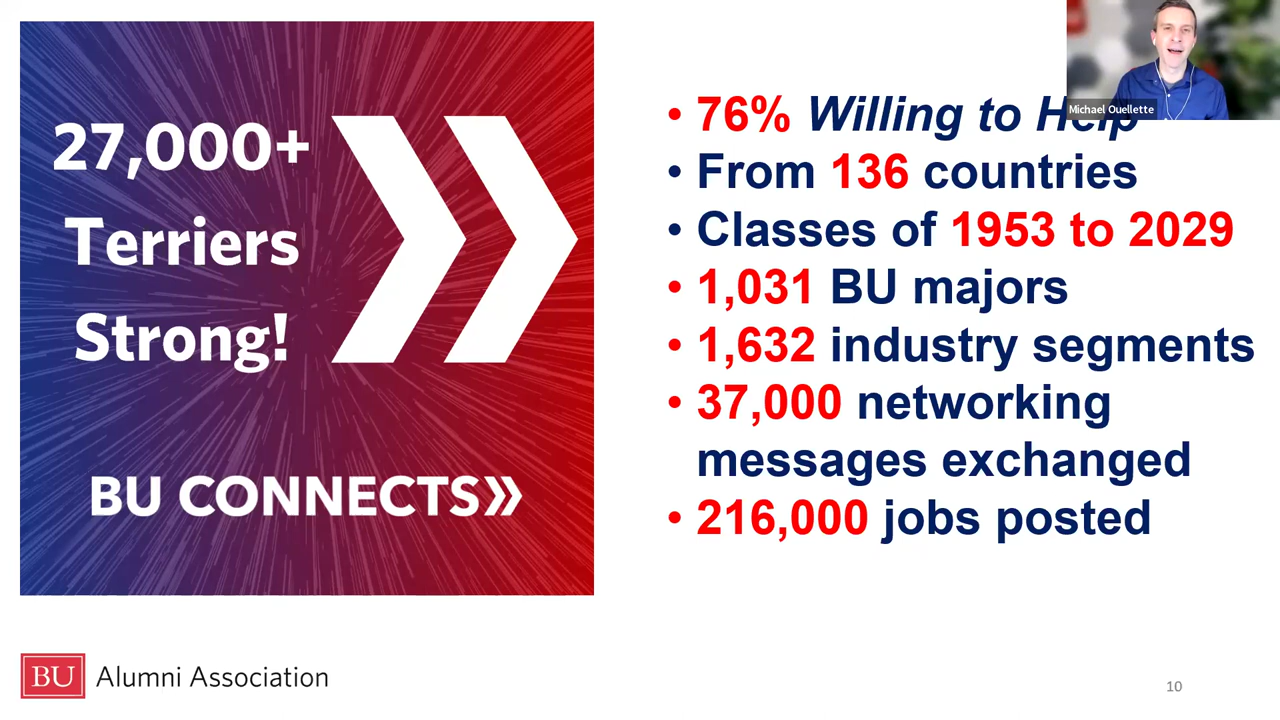 27,000+
Terriers
Strong!
BU CONNECTS
• 76% Willing to Help
• From 136 countries
• Classes of 1953 to 2029
• 1,031 BU majors
• 1,632 industry segments
• 37,000 networking
messages exchanged
• 216,000 jobs posted
Michael Ouellette
BU Alumni Association
10